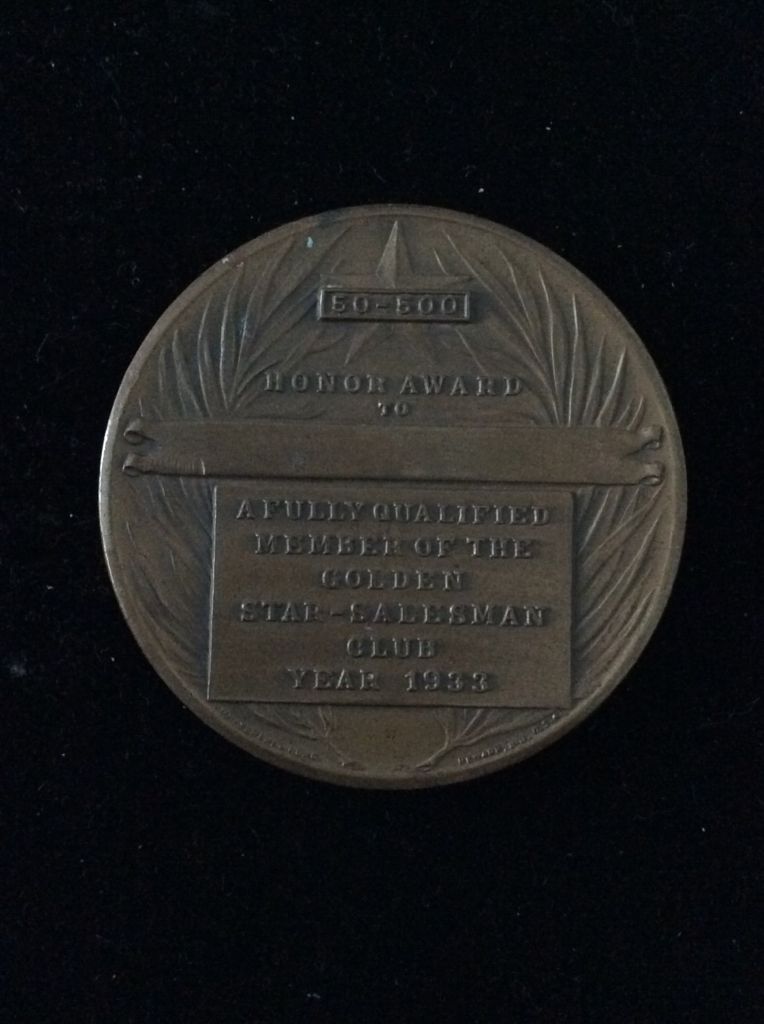 50-500
HONOR AWARD
TO
A FULLY QUALIFIED
MEMBER OF THE
GOLDEN
STAR-SALESMAN
CLUB
YEAR 1933